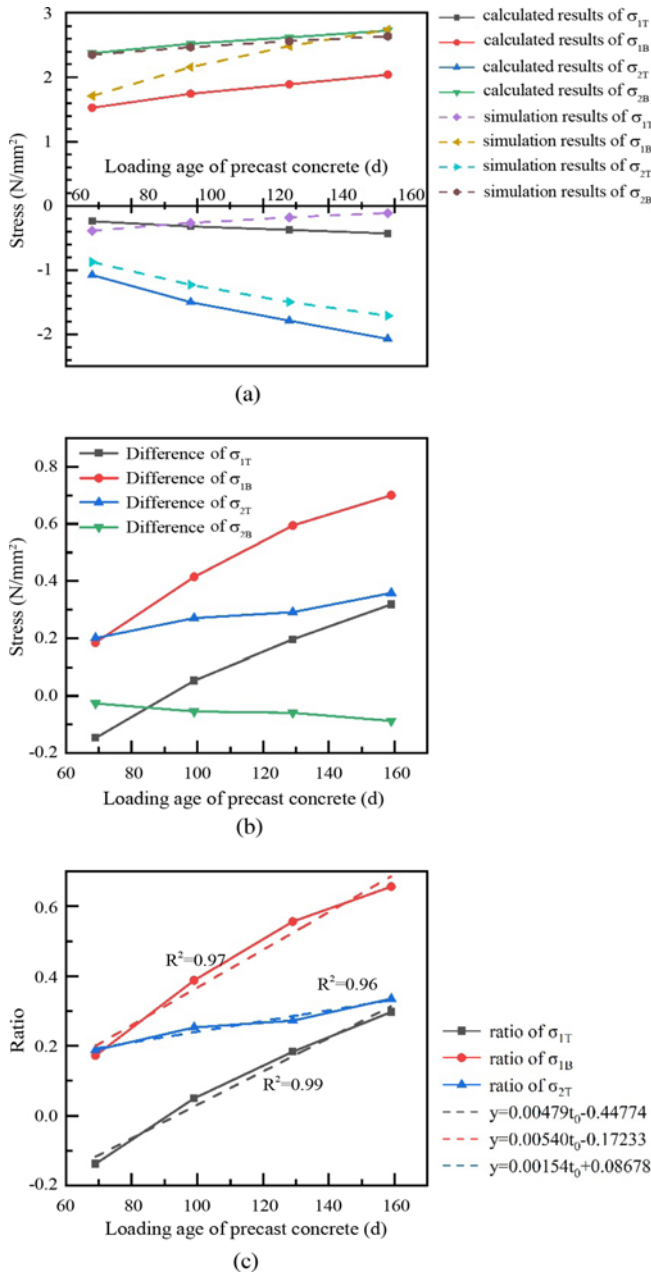 3
2
1
0
-1
-2
Stress (N/mm²)
Loading age of precast concrete (d)
60 80 100 120 140 160
calculated results of σ1T
calculated results of σ1B
calculated results of σ2T
calculated results of σ2B
simulation results of σ1T
simulation results of σ1B
simulation results of σ2T
simulation results of σ2B
(a)
0.8
0.6
0.4
0.2
0.0
-0.2
Stress (N/mm²)
Difference of σ1T
Difference of σ1B
Difference of σ2T
Difference of σ2B
60 80 100 120 140 160
Loading age of precast concrete (d)
(b)
0.6
0.4
0.2
0.0
-0.2
Ratio
R²=0.97
R²=0.96
R²=0.99
ratio of σ1T
ratio of σ1B
ratio of σ2T
y=0.00479t0-0.44774
y=0.00540t0-0.17233
y=0.00154t0+0.08678
60 80 100 120 140 160
Loading age of precast concrete (d)
(c)